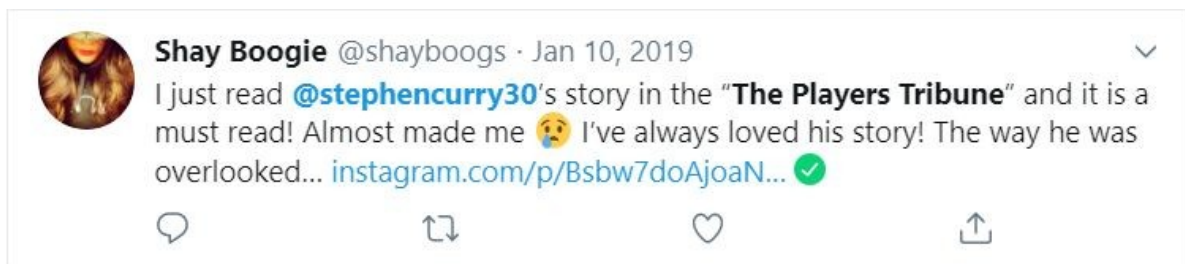 Shay Boogie @shayboogs · Jan 10, 2019
I just read @stephencurry30's story in the “The Players Tribune” and it is a
must read! Almost made me 😢 I've always loved his story! The way he was
overlooked... instagram.com/p/Bsbw7doAjoaN...